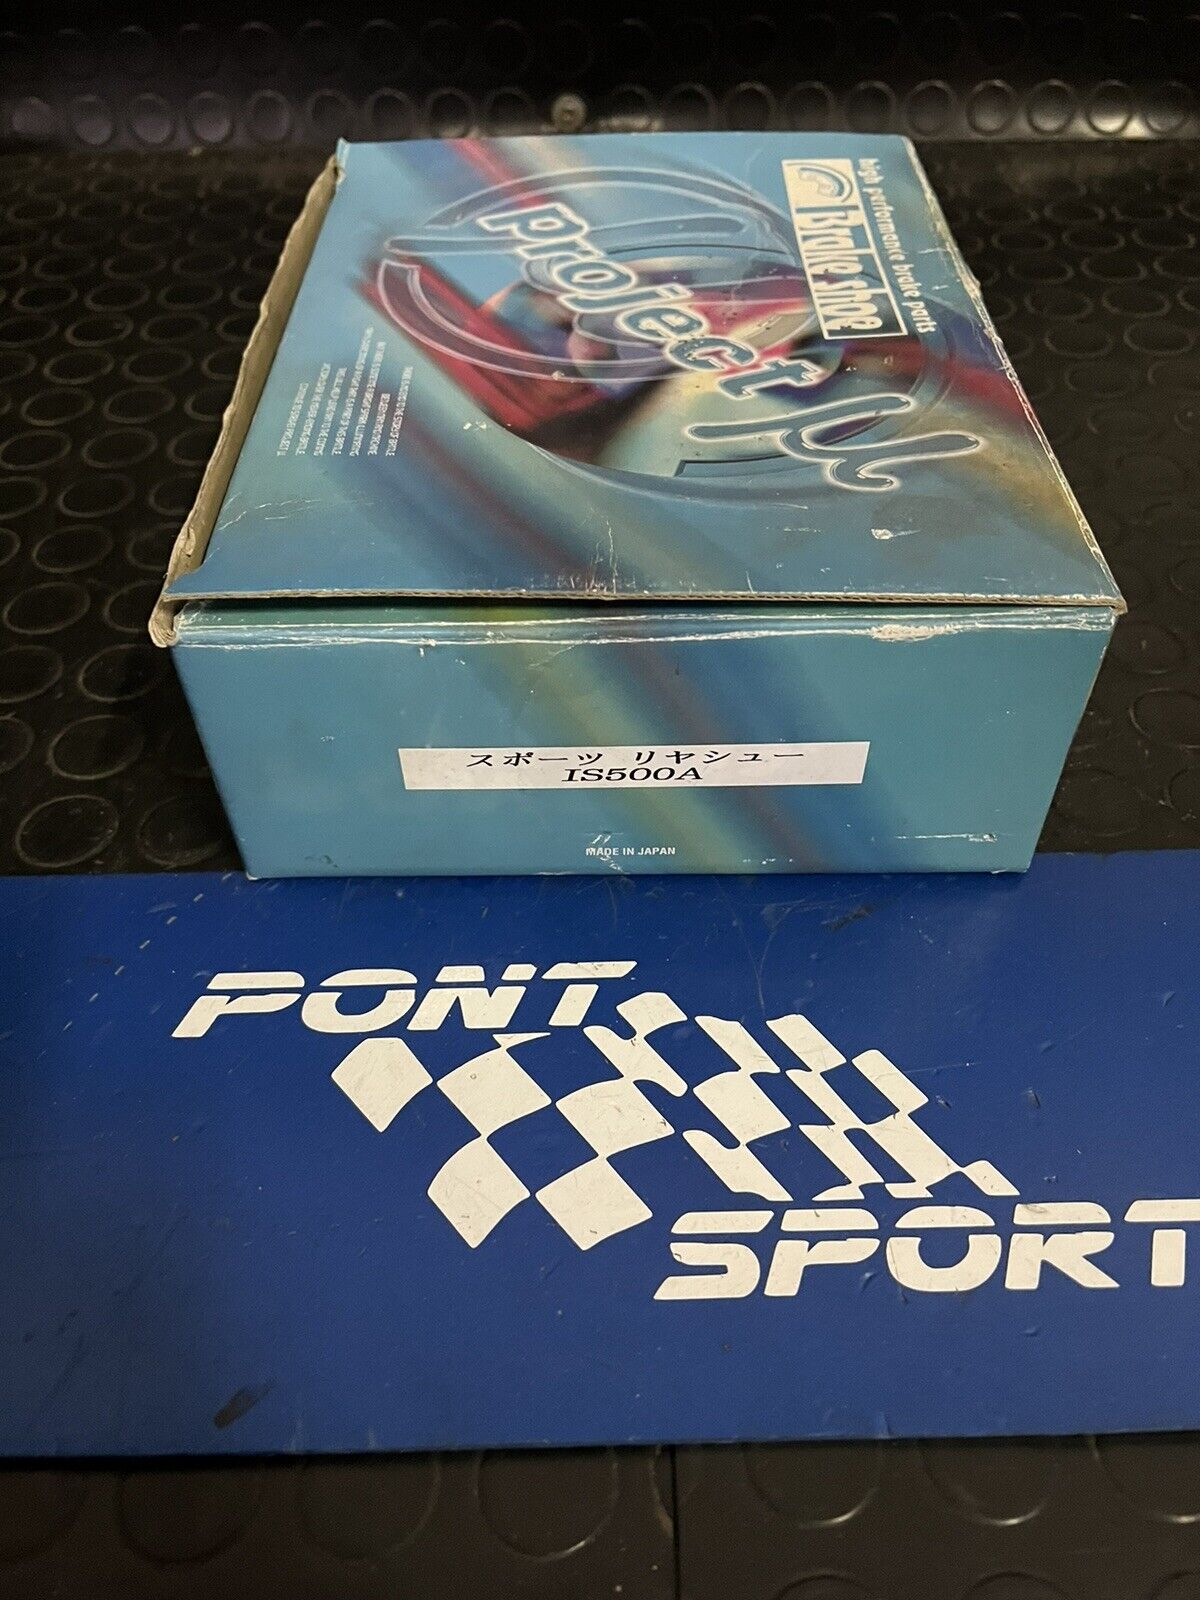 high performance brake parts
Brake shoe
Project μ
スポーツ リヤシュー
IS500A
MADE IN JAPAN
PONT
SPORT